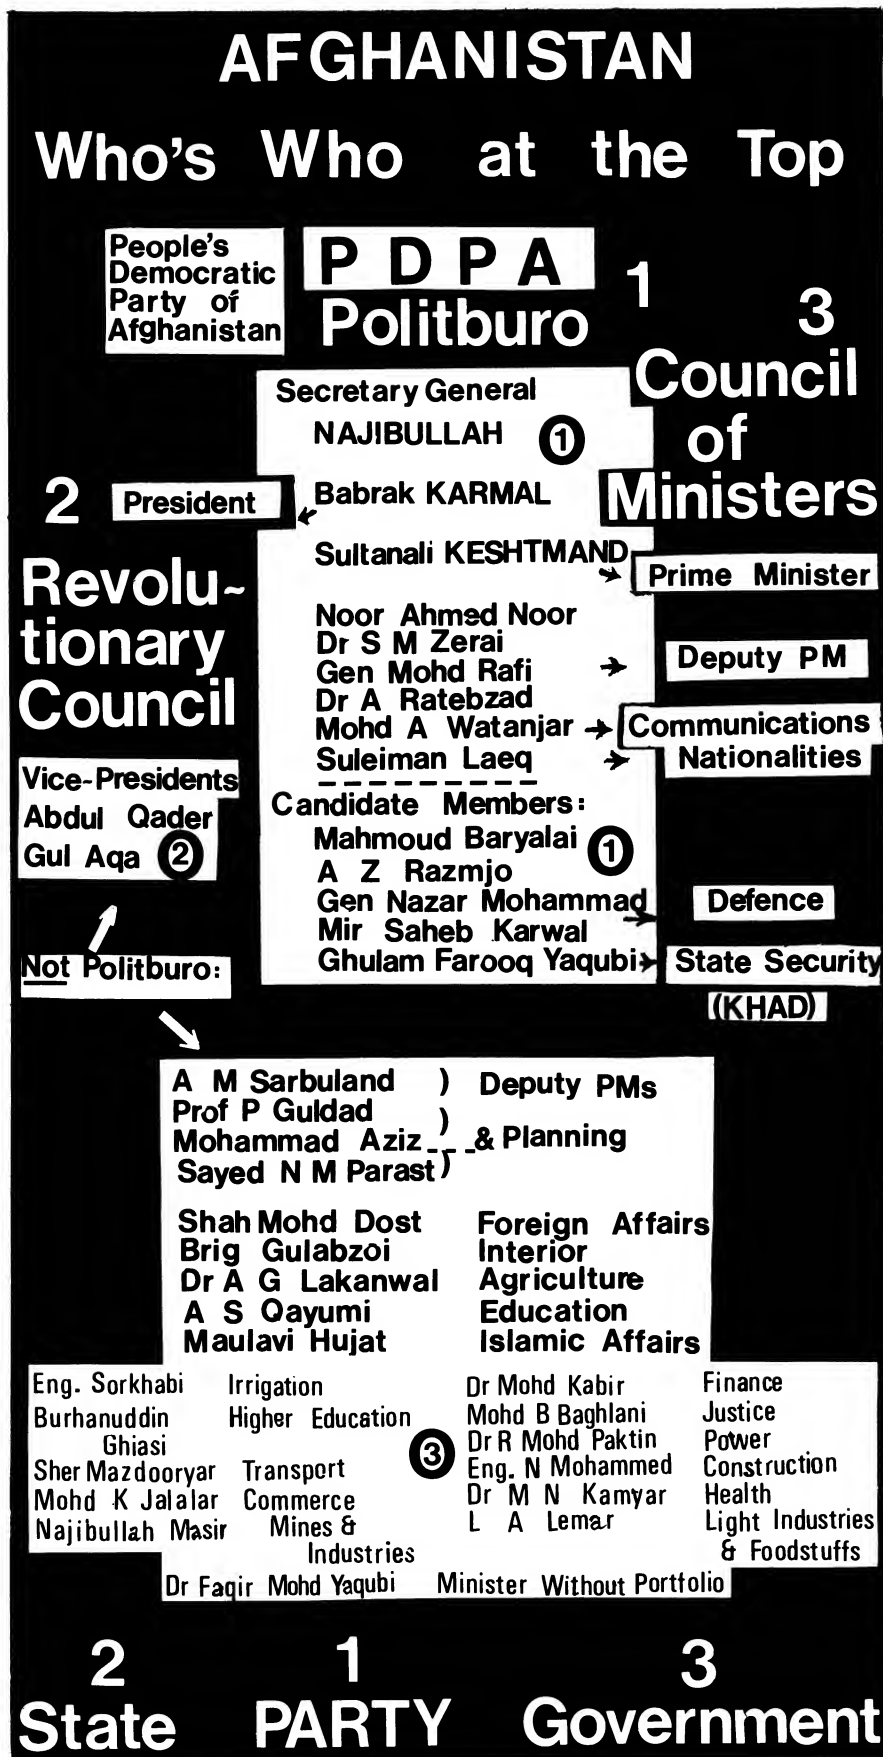 AFGHANISTAN
Who's Who at the Top
People's
Democratic
Party of
Afghanistan
PDPA
Politburo
1
3
Council
of
Ministers
Secretary General
NAJIBULLAH 1
2
President
Babrak KARMAL
Sultanali KESHTMAND
Prime Minister
Revolu-
tionary
Council
Noor Ahmed Noor
Dr S M Zerai
Gen Mohd Rafi
Deputy PM
Dr A Ratebzad
Mohd A Watanjar
Communications
Suleiman Laeq
Nationalities
Vice-Presidents
Abdul Qader
Gul Aqa 2
Candidate Members:
Mahmoud Baryalai 1
A Z Razmjo
Gen Nazar Mohammad
Defence
Mir Saheb Karwal
Ghulam Farooq Yaqubi
State Security
(KHAD)
Not Politburo:
A M Sarbuland ) Deputy PMs
Prof P Guldad )
Mohammad Aziz _ _ _ & Planning
Sayed N M Parast )
Shah Mohd Dost Foreign Affairs
Brig Gulabzoi Interior
Dr A G Lakanwal Agriculture
A S Qayumi Education
Maulavi Hujat Islamic Affairs
Eng. Sorkhabi Irrigation
Burhanuddin Higher Education
Ghiasi
Sher Mazdooryar Transport
Mohd K Jalalar Commerce
Najibullah Masir Mines &
Industries
3
Dr Mohd Kabir Finance
Mohd B Baghlani Justice
Dr R Mohd Paktin Power
Eng. N Mohammed Construction
Dr M N Kamyar Health
L A Lemar Light Industries
& Foodstuffs
Dr Faqir Mohd Yaqubi Minister Without Portfolio
2 1 3
State PARTY Government